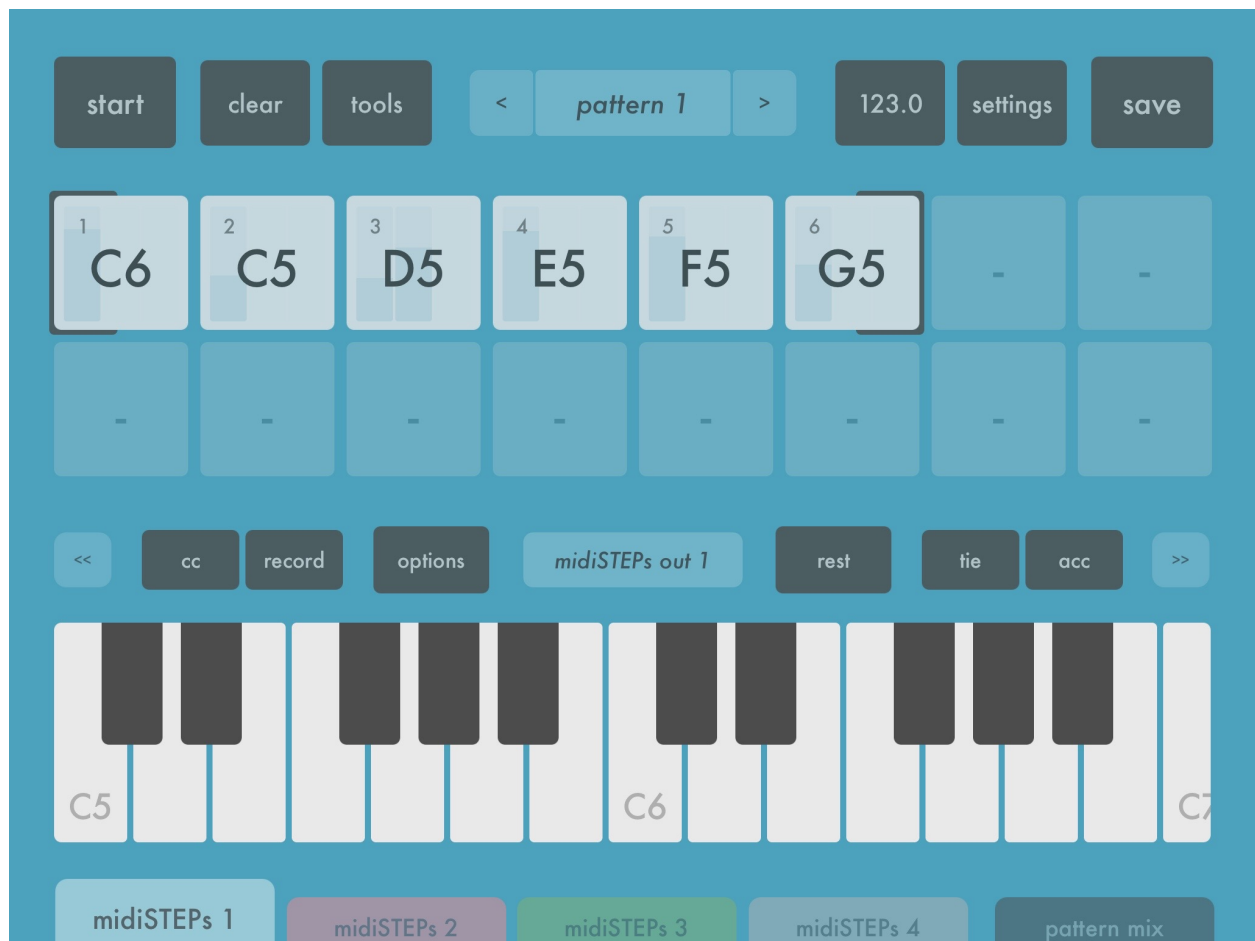 start clear tools < pattern 1 > 123.0 settings save
1 2 3 4 5 6
C6 C5 D5 E5 F5 G5 - -
- - - - - - - -
<< cc record options midiSTEPs out 1 rest tie acc >>
C5 C6 C7
midiSTEPs 1 midiSTEPs 2 midiSTEPs 3 midiSTEPs 4 pattern mix